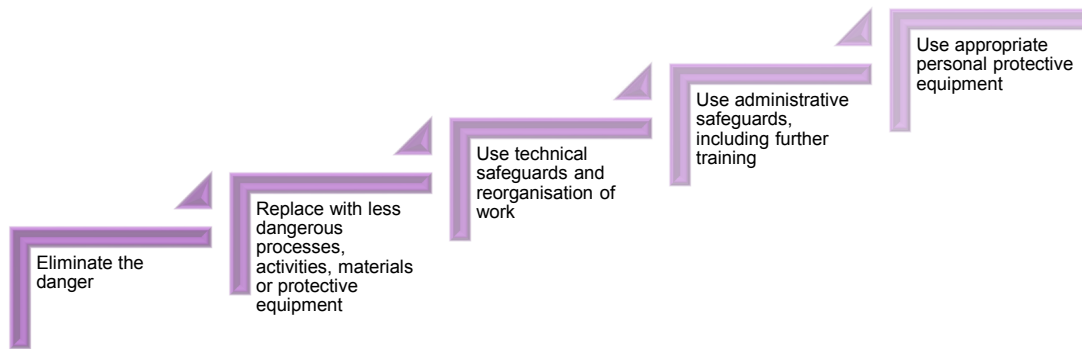 Eliminate the
danger
Replace with less
dangerous
processes,
activities, materials
or protective
equipment
Use technical
safeguards and
reorganisation of
work
Use administrative
safeguards,
including further
training
Use appropriate
personal protective
equipment